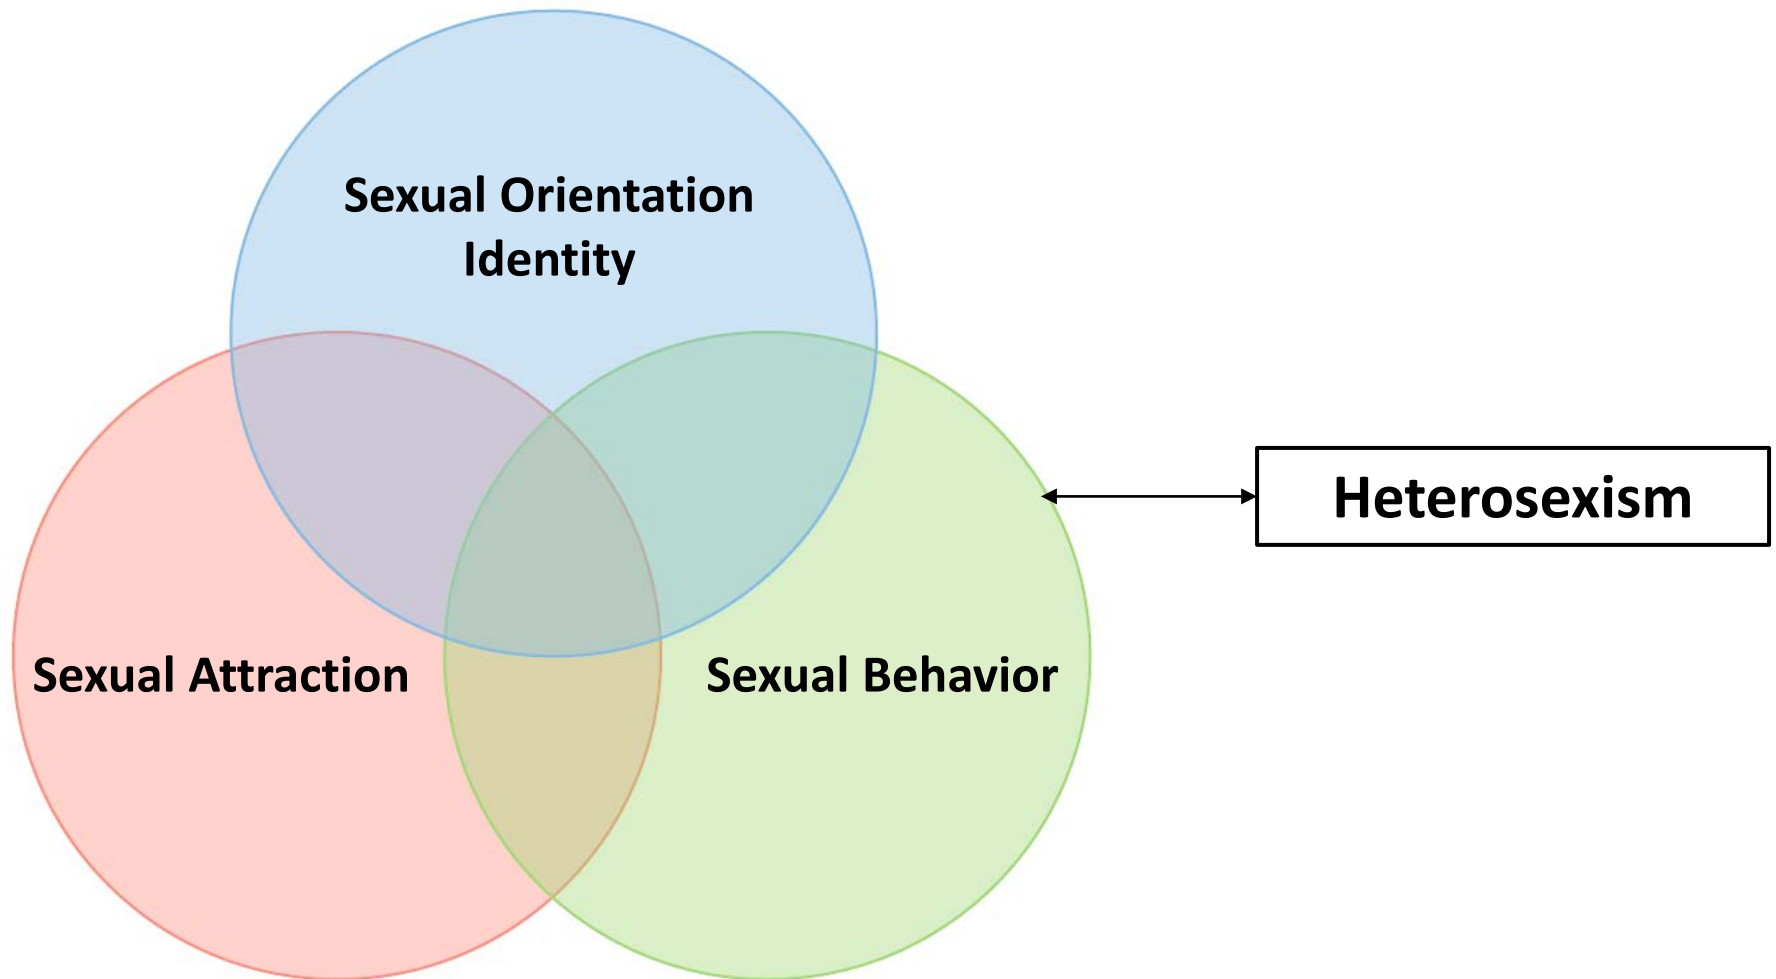 Sexual Orientation
Identity
Heterosexism
Sexual Attraction
Sexual Behavior